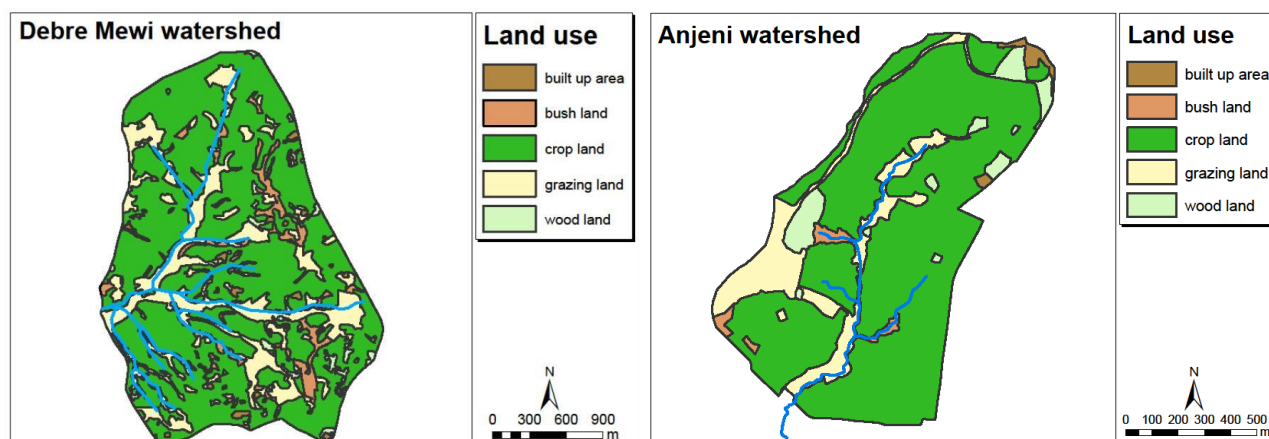 Debre Mewi watershed
Land use
built up area
bush land
crop land
grazing land
wood land
N
0 300 600 900
m
Anjeni watershed
Land use
built up area
bush land
crop land
grazing land
wood land
N
0 100 200 300 400 500
m